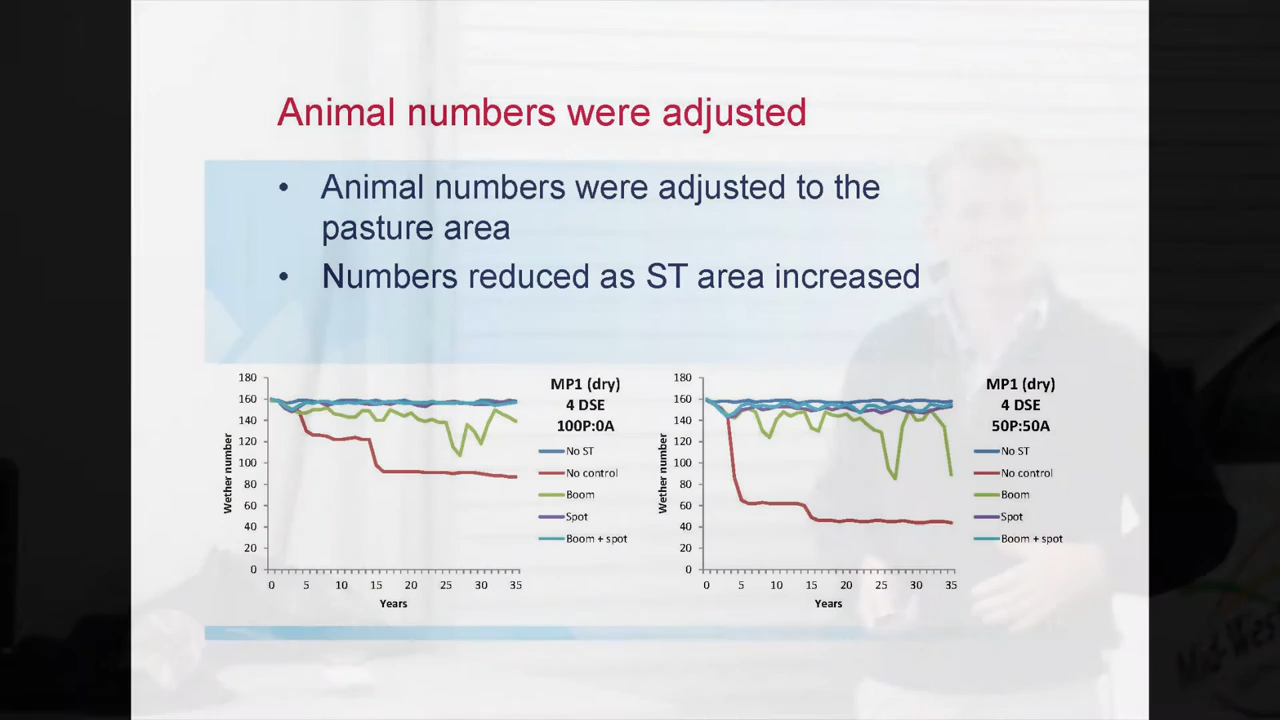 Animal numbers were adjusted
• Animal numbers were adjusted to the
pasture area
• Numbers reduced as ST area increased
180
160
140
120
100
80
60
40
20
0
Wether number
0 5 10 15 20 25 30 35
Years
MP1 (dry)
4 DSE
100P:0A
No ST
No control
Boom
Spot
Boom + spot
180
160
140
120
100
80
60
40
20
0
Wether number
0 5 10 15 20 25 30 35
Years
MP1 (dry)
4 DSE
50P:50A
No ST
No control
Boom
Spot
Boom + spot